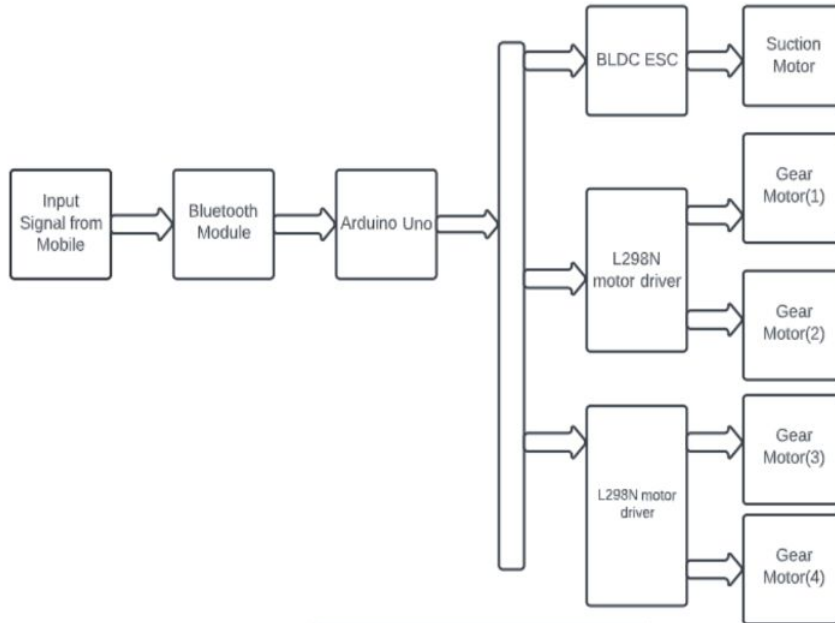 Input
Signal from
Mobile
Bluetooth
Module
Arduino Uno
BLDC ESC
Suction
Motor
L298N
motor driver
Gear
Motor(1)
Gear
Motor(2)
L298N motor
driver
Gear
Motor(3)
Gear
Motor(4)